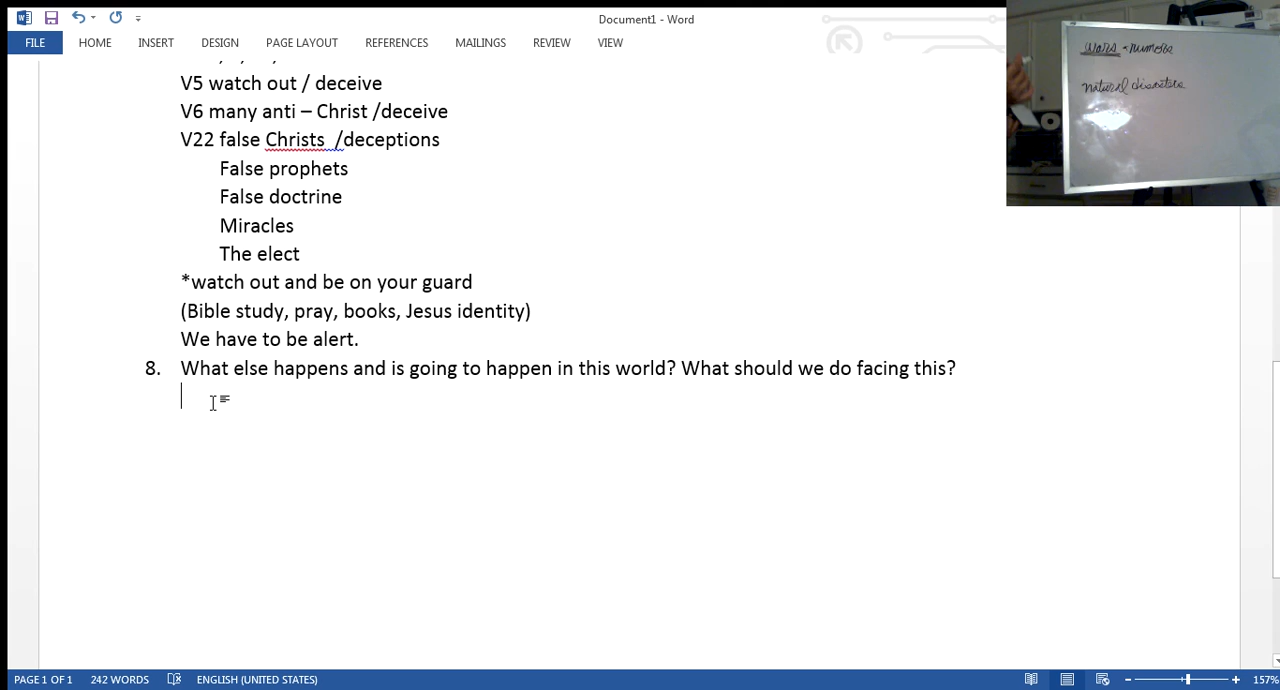 Document1 - Word
FILE HOME INSERT DESIGN PAGE LAYOUT REFERENCES MAILINGS REVIEW VIEW
wars + rumors
natural disasters
V5 watch out / deceive
V6 many anti – Christ /deceive
V22 false Christs /deceptions
False prophets
False doctrine
Miracles
The elect
*watch out and be on your guard
(Bible study, pray, books, Jesus identity)
We have to be alert.
8. What else happens and is going to happen in this world? What should we do facing this?
PAGE 1 OF 1 242 WORDS ENGLISH (UNITED STATES) 157%